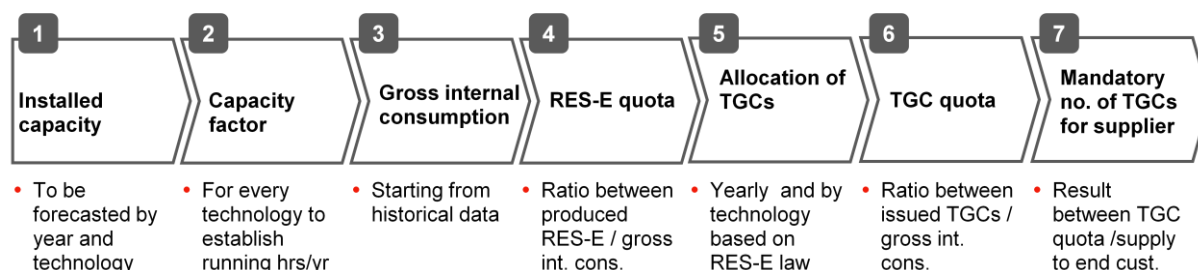 1
Installed
capacity
• To be
forecasted by
year and
technology
2
Capacity
factor
• For every
technology to
establish
running hrs/yr
3
Gross internal
consumption
• Starting from
historical data
4
RES-E quota
• Ratio between
produced
RES-E / gross
int. cons.
5
Allocation of
TGCs
• Yearly and by
technology
based on
RES-E law
6
TGC quota
• Ratio between
issued TGCs /
gross int.
cons.
7
Mandatory
no. of TGCs
for supplier
• Result
between TGC
quota /supply
to end cust.